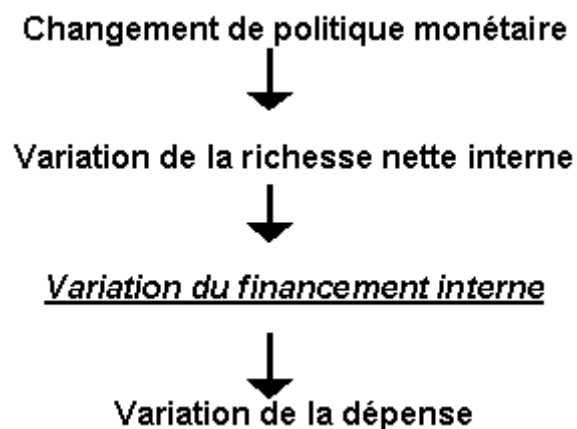 Changement de politique monétaire
Variation de la richesse nette interne
Variation du financement interne
Variation de la dépense